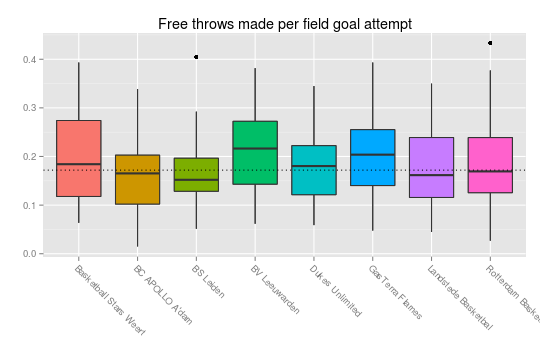 Free throws made per field goal attempt
0.4
0.3
0.2
0.1
0.0
Basketball Stars Weert
BC APOLLO A'dam
BS Leiden
BV Leeuwarden
Dukes Unlimited
GasTerra Flames
Landstede Basketbal
Rotterdam Baske